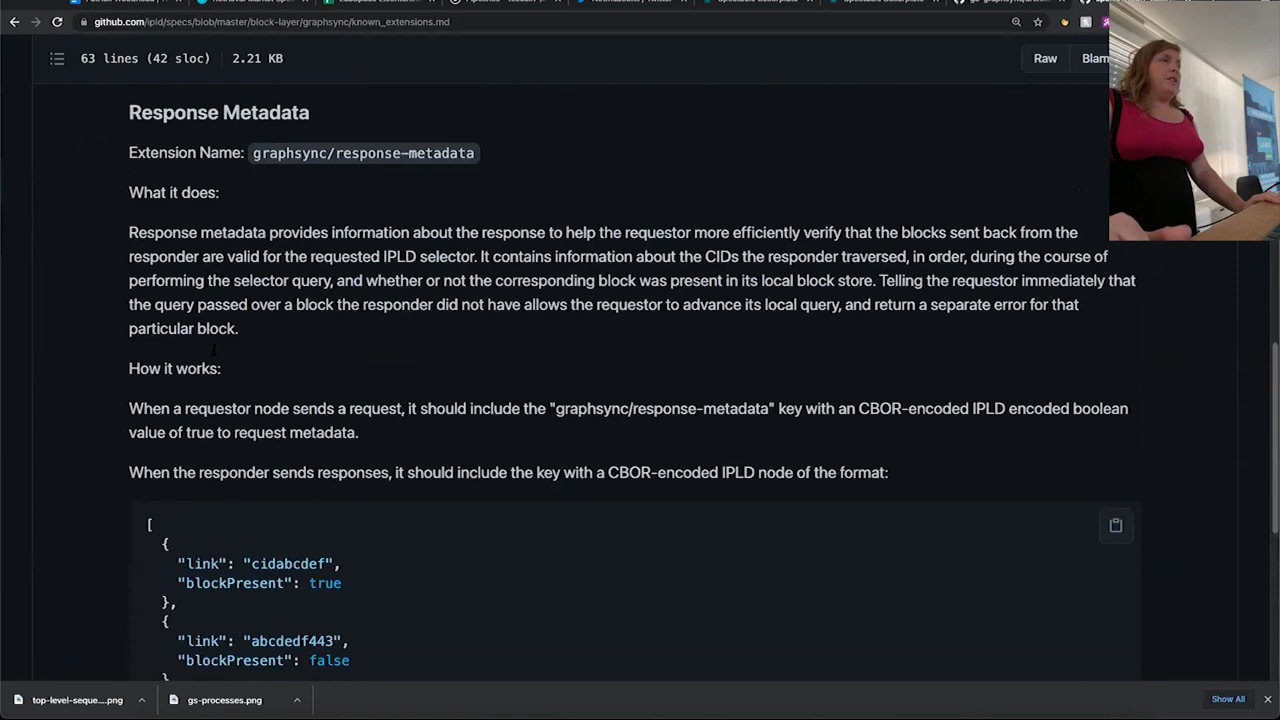 github.com/ipld/specs/blob/master/block-layer/graphsync/known_extensions.md
63 lines (42 sloc) 2.21 KB
Raw
Blam
Response Metadata
Extension Name: graphsync/response-metadata
What it does:
Response metadata provides information about the response to help the requestor more efficiently verify that the blocks sent back from the
responder are valid for the requested IPLD selector. It contains information about the CIDs the responder traversed, in order, during the course of
performing the selector query, and whether or not the corresponding block was present in its local block store. Telling the requestor immediately that
the query passed over a block the responder did not have allows the requestor to advance its local query, and return a separate error for that
particular block.
How it works:
When a requestor node sends a request, it should include the "graphsync/response-metadata" key with an CBOR-encoded IPLD encoded boolean
value of true to request metadata.
When the responder sends responses, it should include the key with a CBOR-encoded IPLD node of the format:
[
{
"link": "cidabcdef",
"blockPresent": true
},
{
"link": "abcdedf443",
"blockPresent": false
}
top-level-seque....png
gs-processes.png
Show All